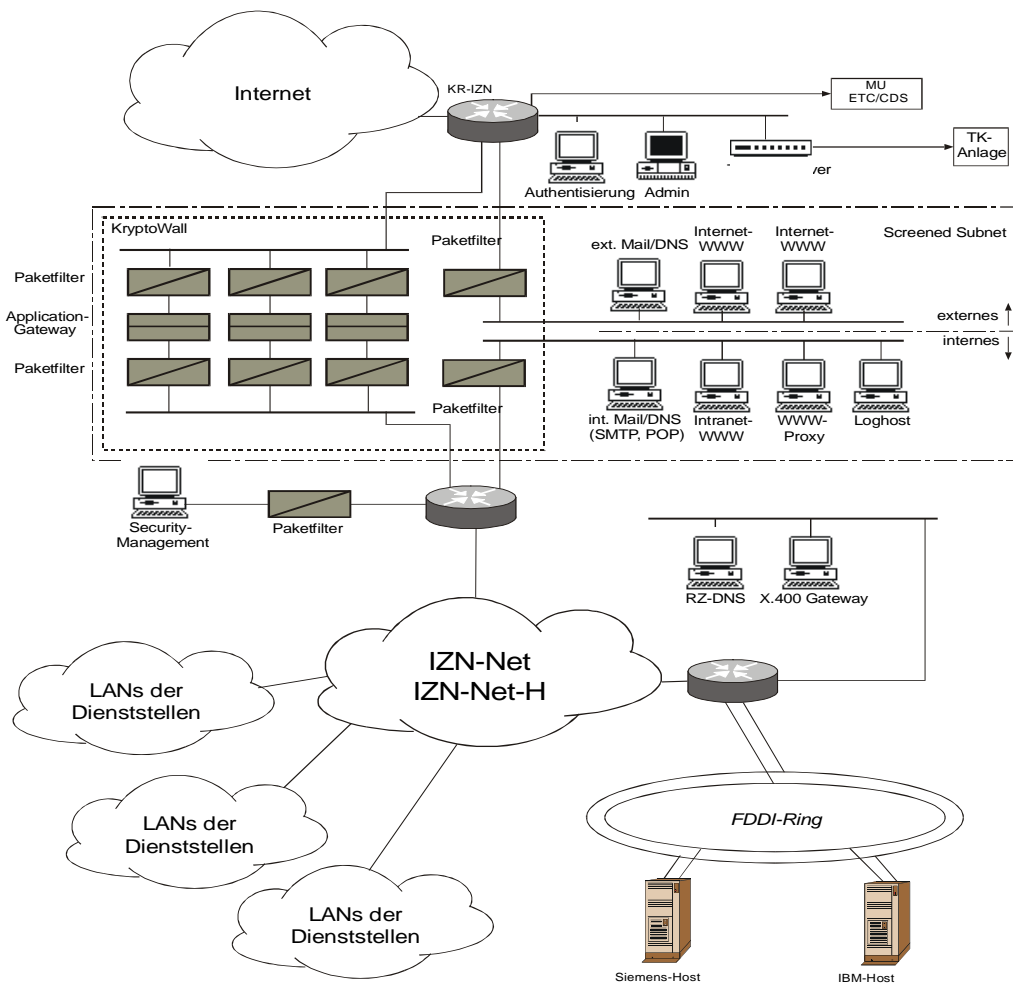 Internet
KR-IZN
MU
ETC/CDS
TK-
Anlage
ver
Authentisierung
Admin
KryptoWall
Paketfilter
Screened Subnet
ext. Mail/DNS
Internet-
WWW
Internet-
WWW
Paketfilter
Application-
Gateway
Paketfilter
externes
internes
Paketfilter
int. Mail/DNS
(SMTP, POP)
Intranet-
WWW
WWW-
Proxy
Loghost
Security-
Management
Paketfilter
RZ-DNS
X.400 Gateway
IZN-Net
IZN-Net-H
LANs der
Dienststellen
LANs der
Dienststellen
LANs der
Dienststellen
FDDI-Ring
Siemens-Host
IBM-Host